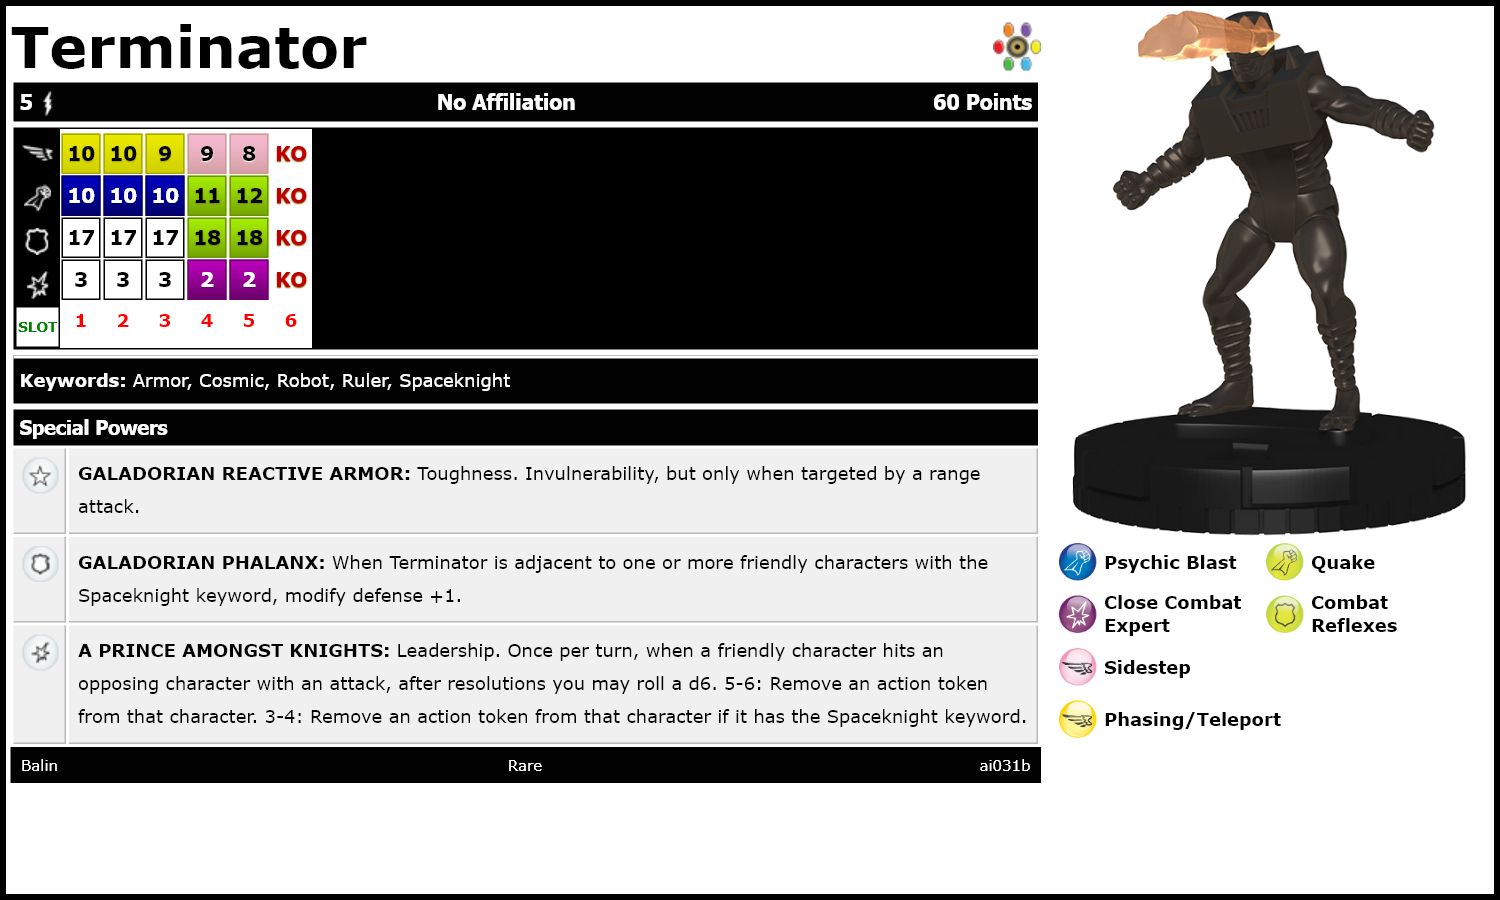 Terminator
5 No Affiliation 60 Points
10 10 9 9 8 KO
10 10 10 11 12 KO
17 17 17 18 18 KO
3 3 3 2 2 KO
SLOT 1 2 3 4 5 6
Keywords: Armor, Cosmic, Robot, Ruler, Spaceknight
Special Powers
GALADORIAN REACTIVE ARMOR: Toughness. Invulnerability, but only when targeted by a range
attack.
GALADORIAN PHALANX: When Terminator is adjacent to one or more friendly characters with the
Spaceknight keyword, modify defense +1.
A PRINCE AMONGST KNIGHTS: Leadership. Once per turn, when a friendly character hits an
opposing character with an attack, after resolutions you may roll a d6. 5-6: Remove an action token
from that character. 3-4: Remove an action token from that character if it has the Spaceknight keyword.
Balin Rare ai031b
Psychic Blast Quake
Close Combat
Expert
Combat
Reflexes
Sidestep
Phasing/Teleport